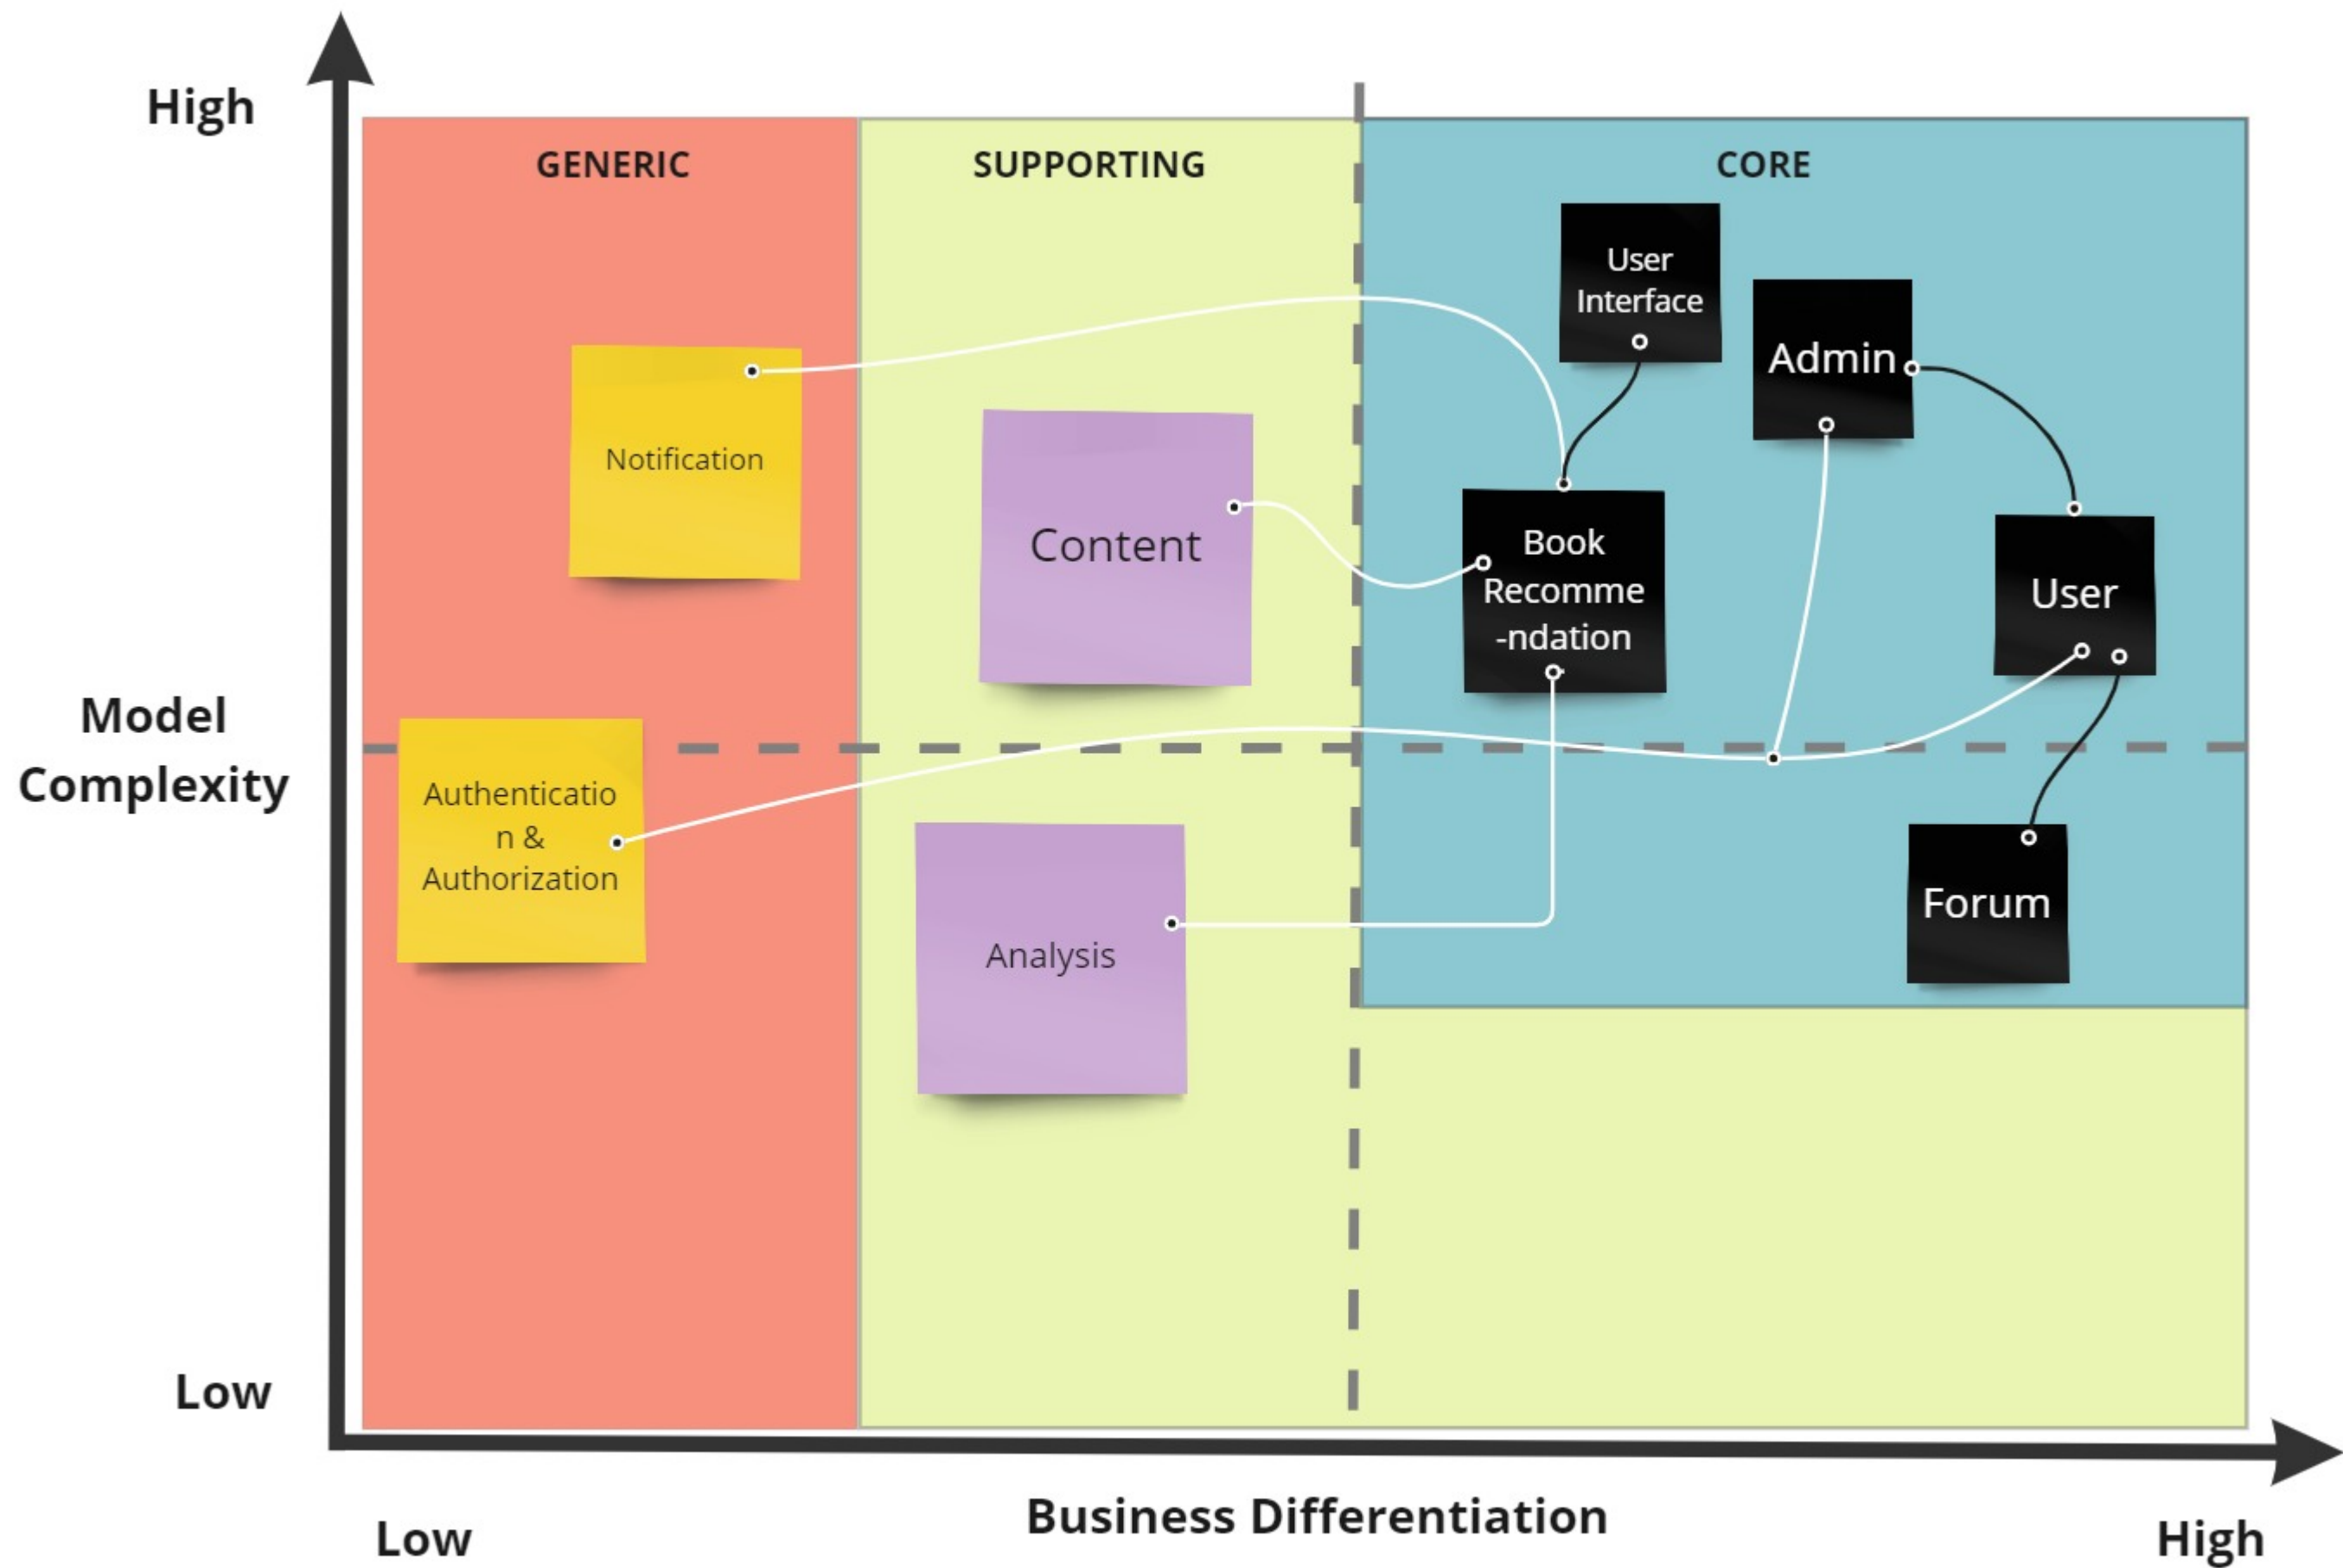 High
GENERIC
SUPPORTING
CORE
User
Interface
Admin
Notification
Content
Book
Recomme
-ndation
User
Model
Complexity
Authenticatio
n &
Authorization
Analysis
Forum
Low
Business Differentiation
Low
High